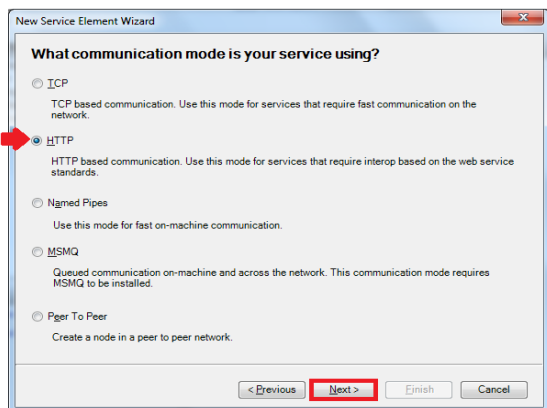 New Service Element Wizard
What communication mode is your service using?
TCP
TCP based communication. Use this mode for services that require fast communication on the
network.
HTTP
HTTP based communication. Use this mode for services that require interop based on the web service
standards.
Named Pipes
Use this mode for fast on-machine communication.
MSMQ
Queued communication on-machine and across the network. This communication mode requires
MSMQ to be installed.
Peer To Peer
Create a node in a peer to peer network.
< Previous Next > Finish Cancel